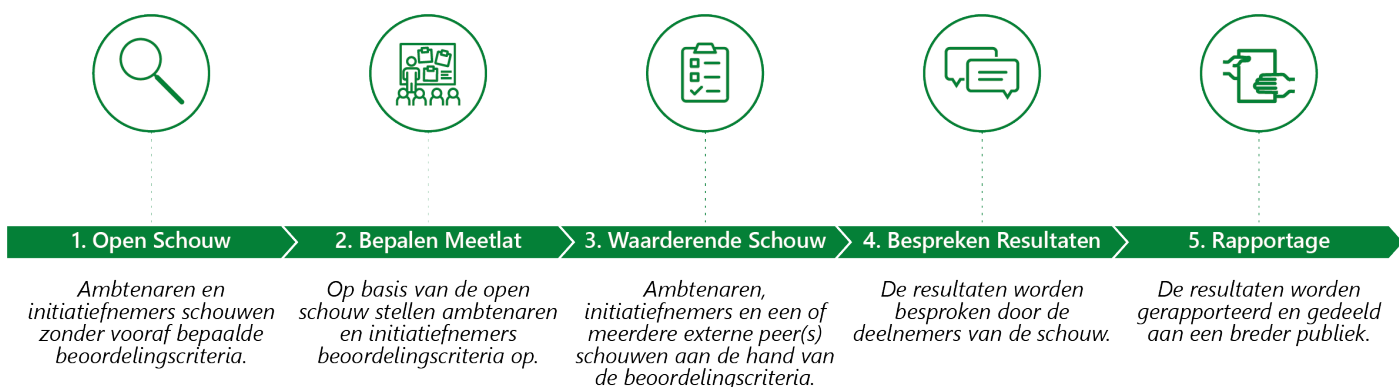 1. Open Schouw
Ambtenaren en
initiatiefnemers schouwen
zonder vooraf bepaalde
beoordelingscriteria.
2. Bepalen Meetlat
Op basis van de open
schouw stellen ambtenaren
en initiatiefnemers
beoordelingscriteria op.
3. Waarderende Schouw
Ambtenaren,
initiatiefnemers en een of
meerdere externe peer(s)
schouwen aan de hand van
de beoordelingscriteria.
4. Bespreken Resultaten
De resultaten worden
besproken door de
deelnemers van de schouw.
5. Rapportage
De resultaten worden
gerapporteerd en gedeeld
aan een breder publiek.